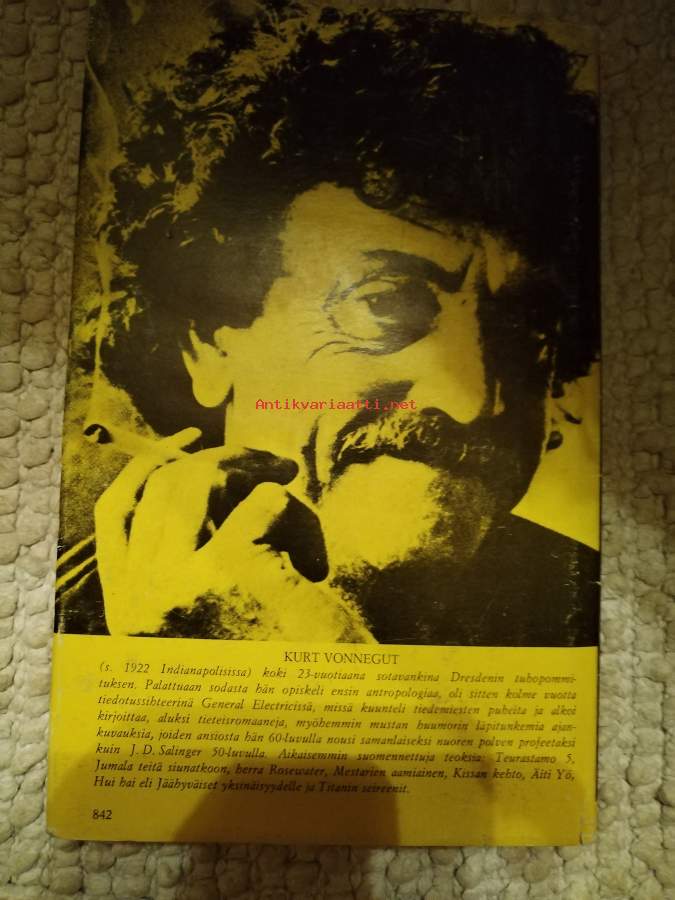 Antikvariaatti.net
KURT VONNEGUT
(s. 1922 Indianapolisissa) koki 23-vuotiaana sotavankina Dresdenin tuhopommi-
tuksen. Palattuaan sodasta hän opiskeli ensin antropologiaa, oli sitten kolme vuotta
tiedotussihteerinä General Electricissä, missä kuunteli tiedemiesten puheita ja alkoi
kirjoittaa, aluksi tieteisromaaneja, myöhemmin mustan huumorin läpitunkemia ajan-
kuvauksia, joiden ansiosta hän 60-luvulla nousi samanlaiseksi nuoren polven profeetaksi
kuin J. D. Salinger 50-luvulla. Aikaisemmin suomennettuja teoksia: Teurastamo 5,
Jumala teitä siunatkoon, herra Rosewater, Mestarien aamiainen, Kissan kehto, Äiti Yö,
Hui hai eli Jäähyväiset yksinäisyydelle ja Titanin seireenit.
842